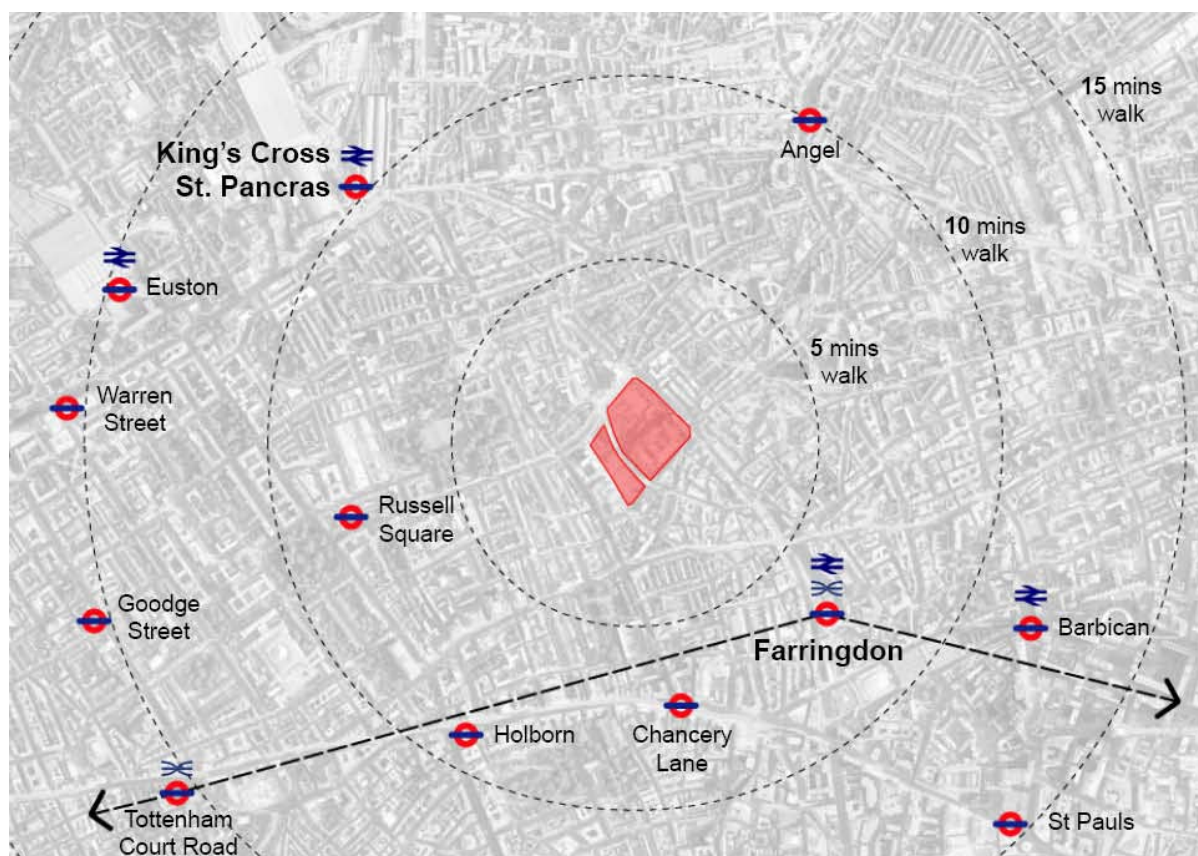 15 mins
walk
King's Cross
St. Pancras
Angel
10 mins
walk
Euston
5 mins
walk
Warren
Street
Russell
Square
Goodge
Street
Barbican
Farringdon
Holborn
Chancery
Lane
Tottenham
Court Road
St Pauls